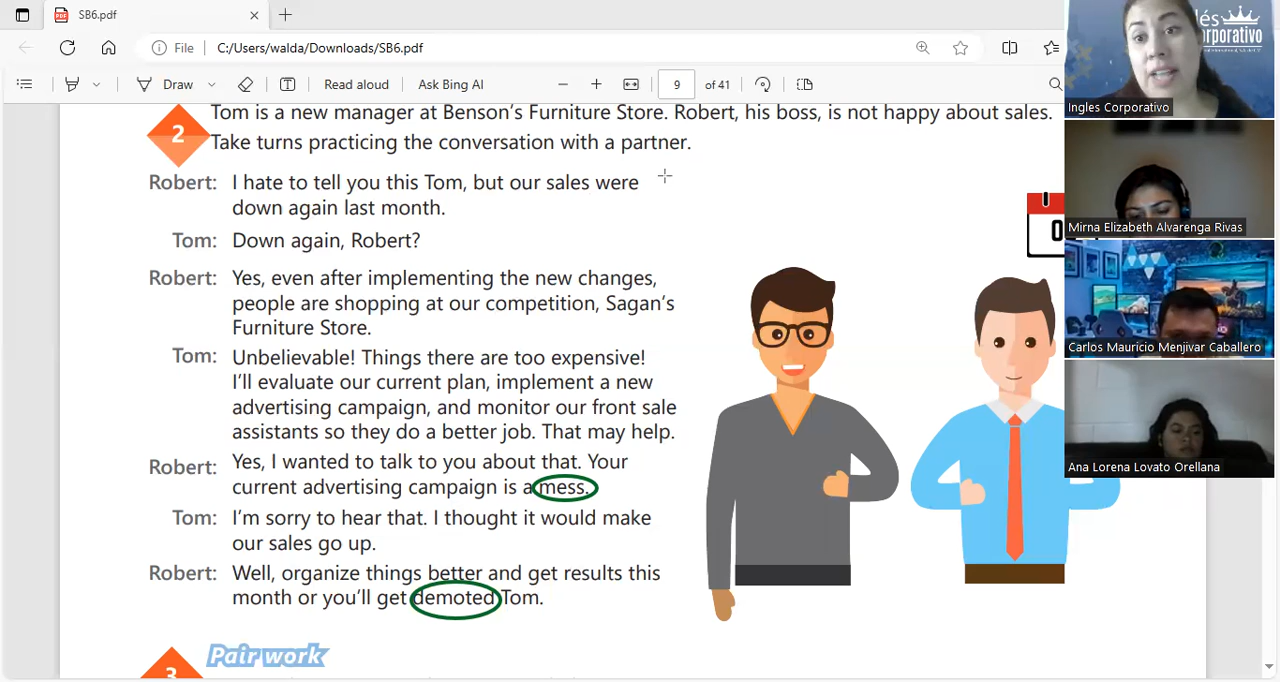 SB6.pdf
File C:/Users/walda/Downloads/SB6.pdf
Draw Read aloud Ask Bing AI 9 of 41
2 Tom is a new manager at Benson's Furniture Store. Robert, his boss, is not happy about sales.
Take turns practicing the conversation with a partner.
Robert: I hate to tell you this Tom, but our sales were
down again last month.
Tom: Down again, Robert?
Robert: Yes, even after implementing the new changes,
people are shopping at our competition, Sagan's
Furniture Store.
Tom: Unbelievable! Things there are too expensive!
I'll evaluate our current plan, implement a new
advertising campaign, and monitor our front sale
assistants so they do a better job. That may help.
Robert: Yes, I wanted to talk to you about that. Your
current advertising campaign is a mess.
Tom: I'm sorry to hear that. I thought it would make
our sales go up.
Robert: Well, organize things better and get results this
month or you'll get demoted Tom.
3 Pair work
Ingles Corporativo
Mirna Elizabeth Alvarenga Rivas
Carlos Mauricio Menjivar Caballero
Ana Lorena Lovato Orellana